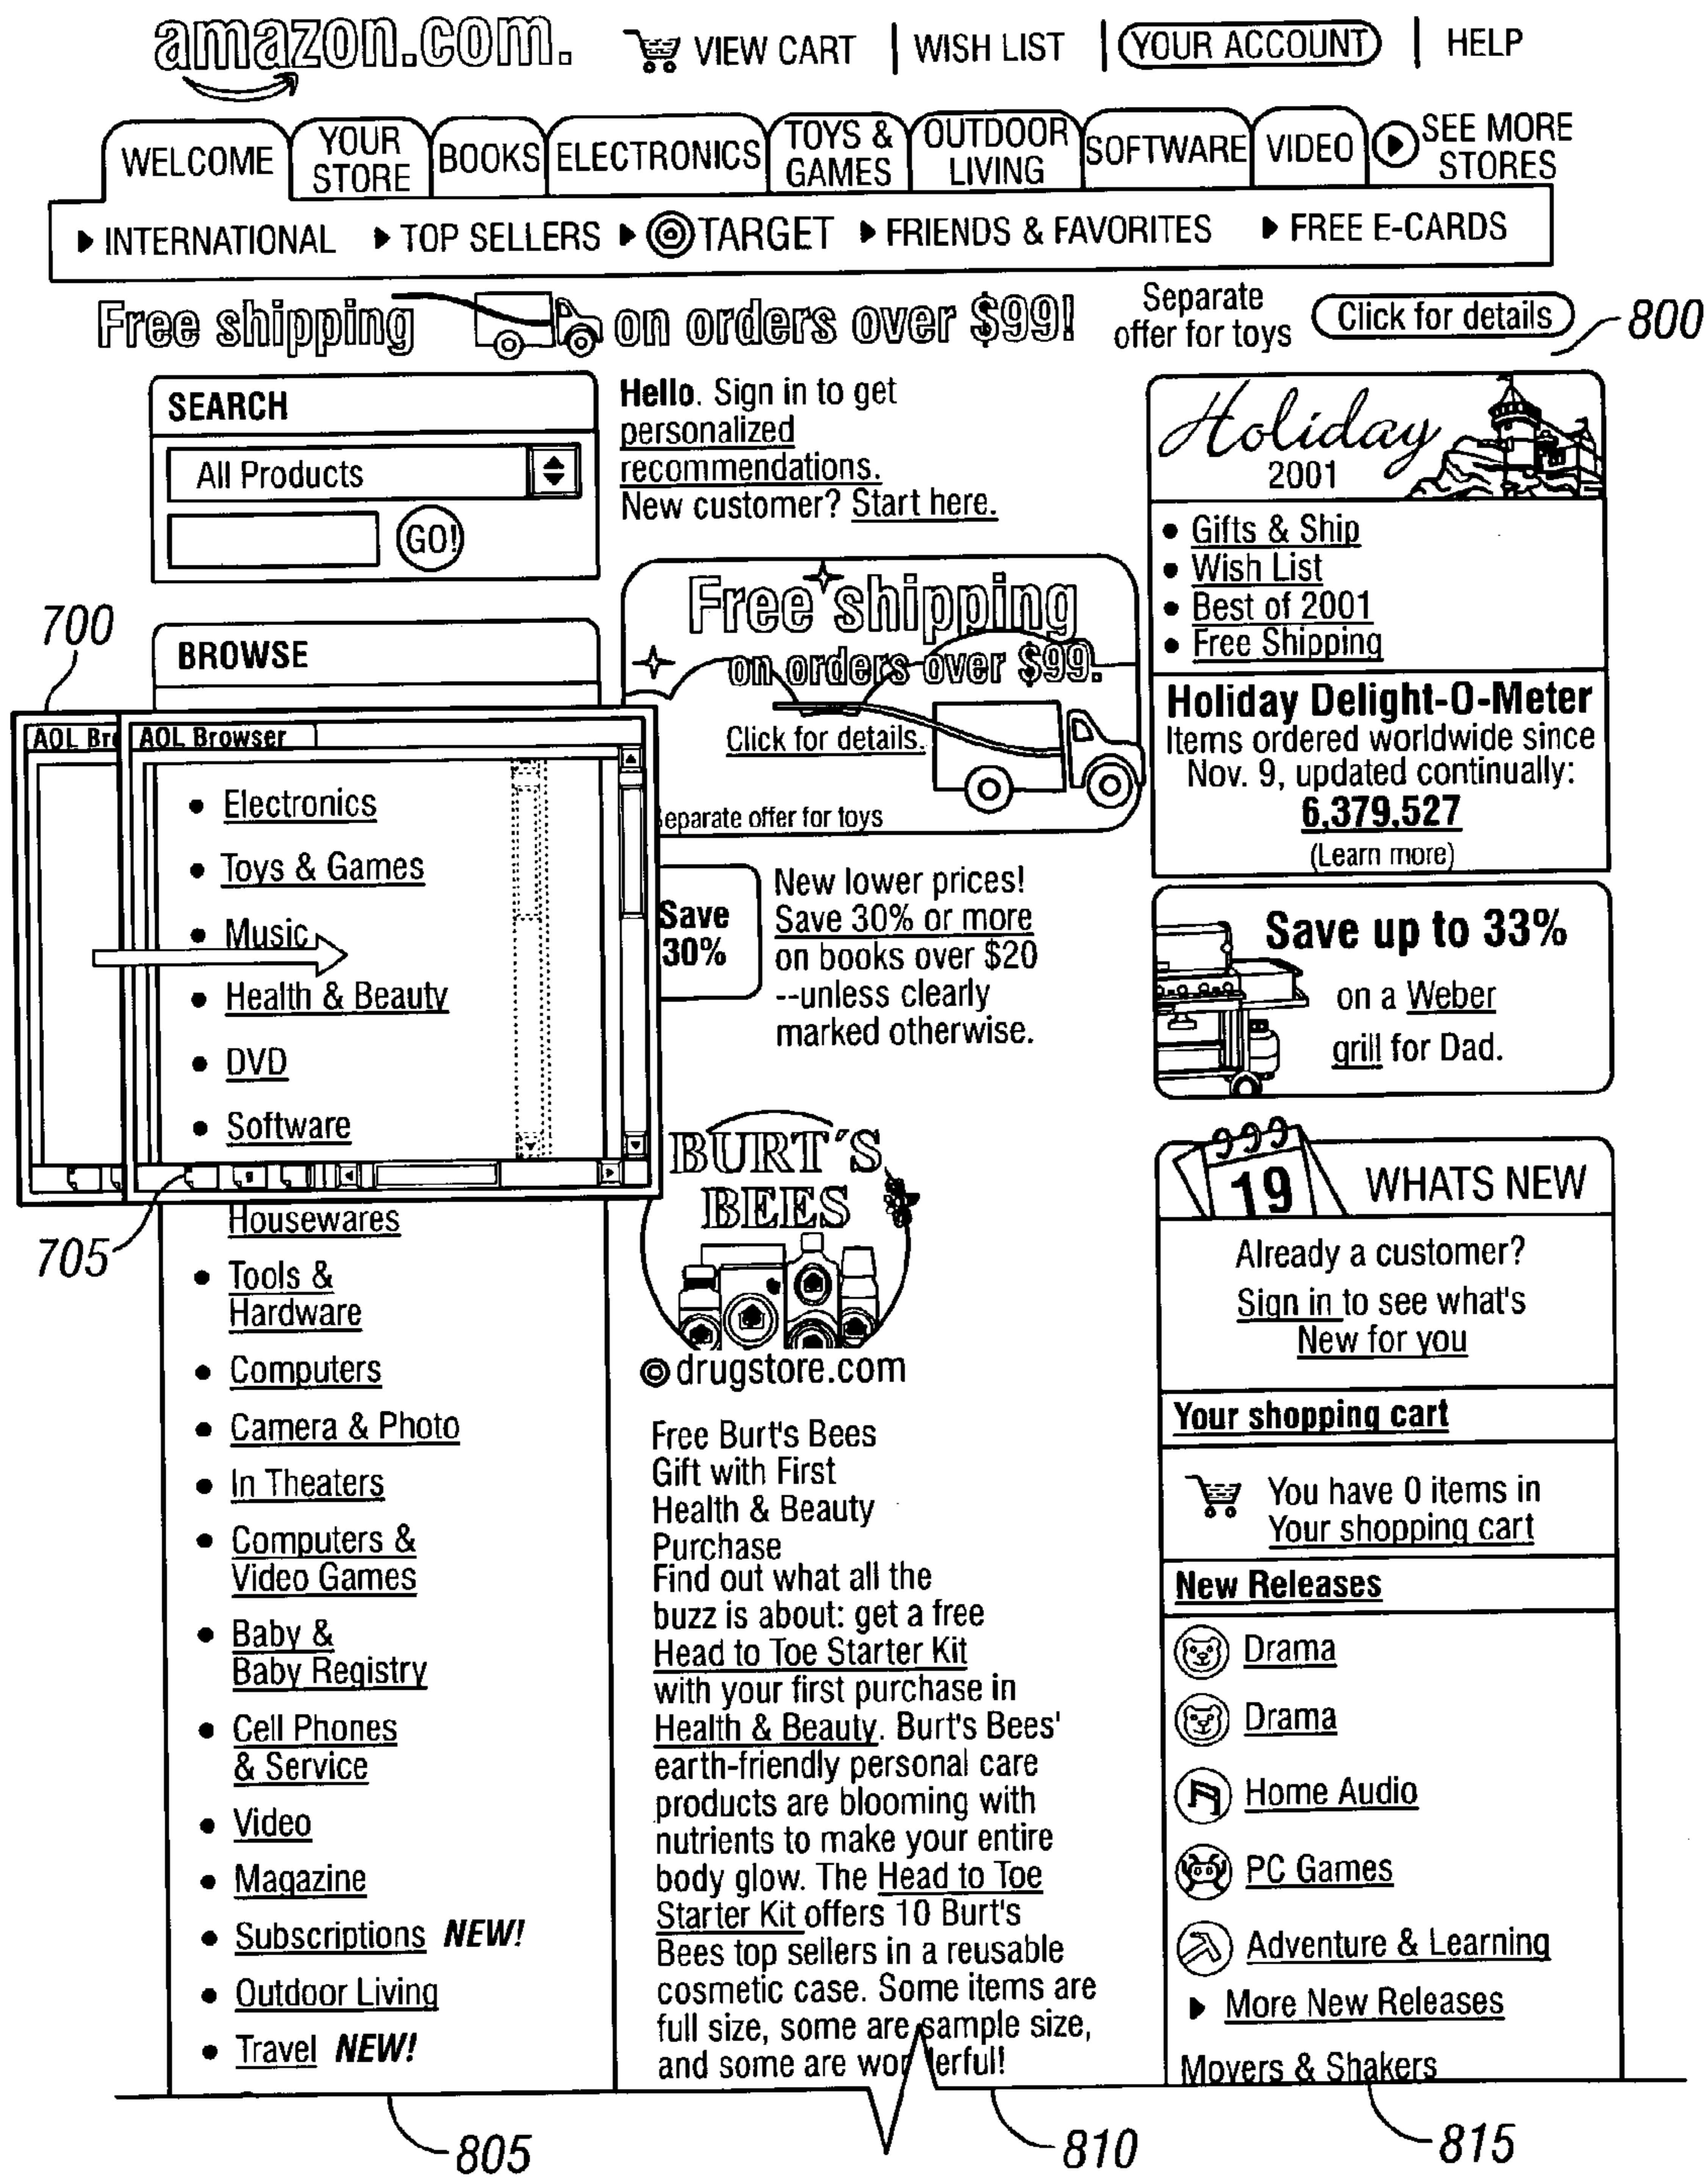 amazon.com.
VIEW CART | WISH LIST | YOUR ACCOUNT | HELP
WELCOME
YOUR
STORE
BOOKS
ELECTRONICS
TOYS &
GAMES
OUTDOOR
LIVING
SOFTWARE
VIDEO
SEE MORE
STORES
INTERNATIONAL
TOP SELLERS
TARGET
FRIENDS & FAVORITES
FREE E-CARDS
Free shipping on orders over $99!
Separate
offer for toys
Click for details
800
SEARCH
All Products
GO!
700
BROWSE
AOL Bro
AOL Browser
• Electronics
• Toys & Games
• Music
• Health & Beauty
• DVD
• Software
705
Housewares
• Tools &
Hardware
• Computers
• Camera & Photo
• In Theaters
• Computers &
Video Games
• Baby &
Baby Registry
• Cell Phones
& Service
• Video
• Magazine
• Subscriptions NEW!
• Outdoor Living
• Travel NEW!
805
Hello. Sign in to get
personalized
recommendations.
New customer? Start here.
Free shipping
on orders over $99.
Click for details.
eparate offer for toys
Save
30%
New lower prices!
Save 30% or more
on books over $20
--unless clearly
marked otherwise.
BURT'S
BEES
drugstore.com
Free Burt's Bees
Gift with First
Health & Beauty
Purchase
Find out what all the
buzz is about: get a free
Head to Toe Starter Kit
with your first purchase in
Health & Beauty. Burt's Bees'
earth-friendly personal care
products are blooming with
nutrients to make your entire
body glow. The Head to Toe
Starter Kit offers 10 Burt's
Bees top sellers in a reusable
cosmetic case. Some items are
full size, some are sample size,
and some are wonderful!
810
Holiday
2001
• Gifts & Ship
• Wish List
• Best of 2001
• Free Shipping
Holiday Delight-O-Meter
Items ordered worldwide since
Nov. 9, updated continually:
6,379,527
(Learn more)
Save up to 33%
on a Weber
grill for Dad.
19
WHATS NEW
Already a customer?
Sign in to see what's
New for you
Your shopping cart
You have 0 items in
Your shopping cart
New Releases
Drama
Drama
Home Audio
PC Games
Adventure & Learning
More New Releases
Movers & Shakers
815